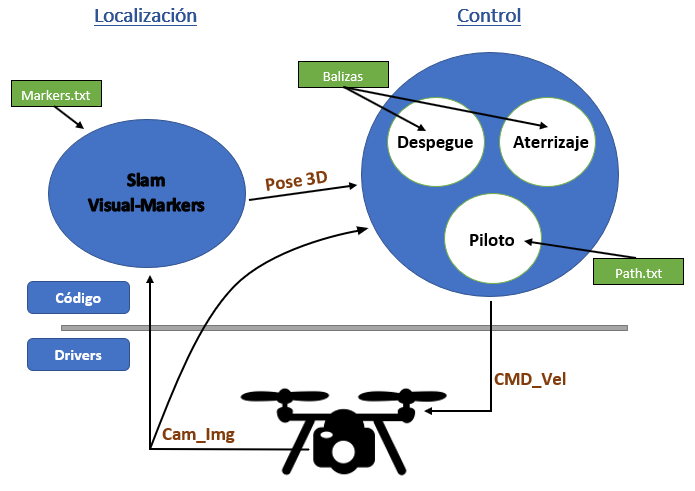 Localización
Control
Markers.txt
Balizas
Despegue
Aterrizaje
Slam
Visual-Markers
Pose 3D
Piloto
Path.txt
Código
Drivers
CMD_Vel
Cam_Img